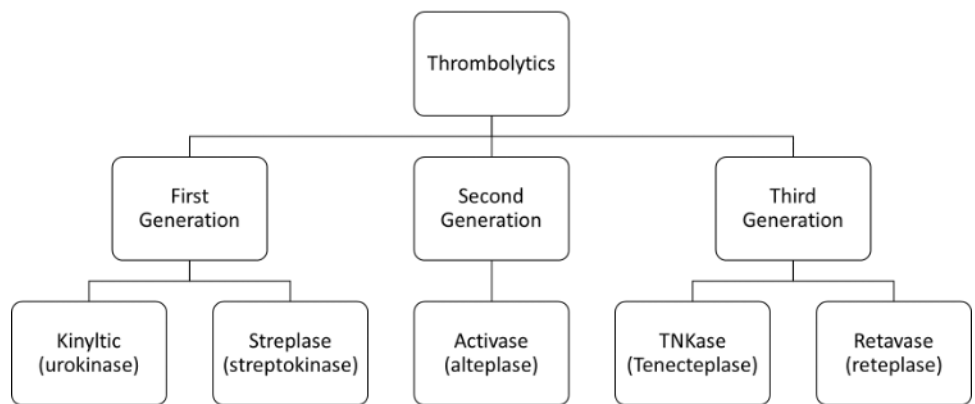 Thrombolytics
First
Generation
Second
Generation
Third
Generation
Kinyltic
(urokinase)
Streplase
(streptokinase)
Activase
(alteplase)
TNKase
(Tenecteplase)
Retavase
(reteplase)